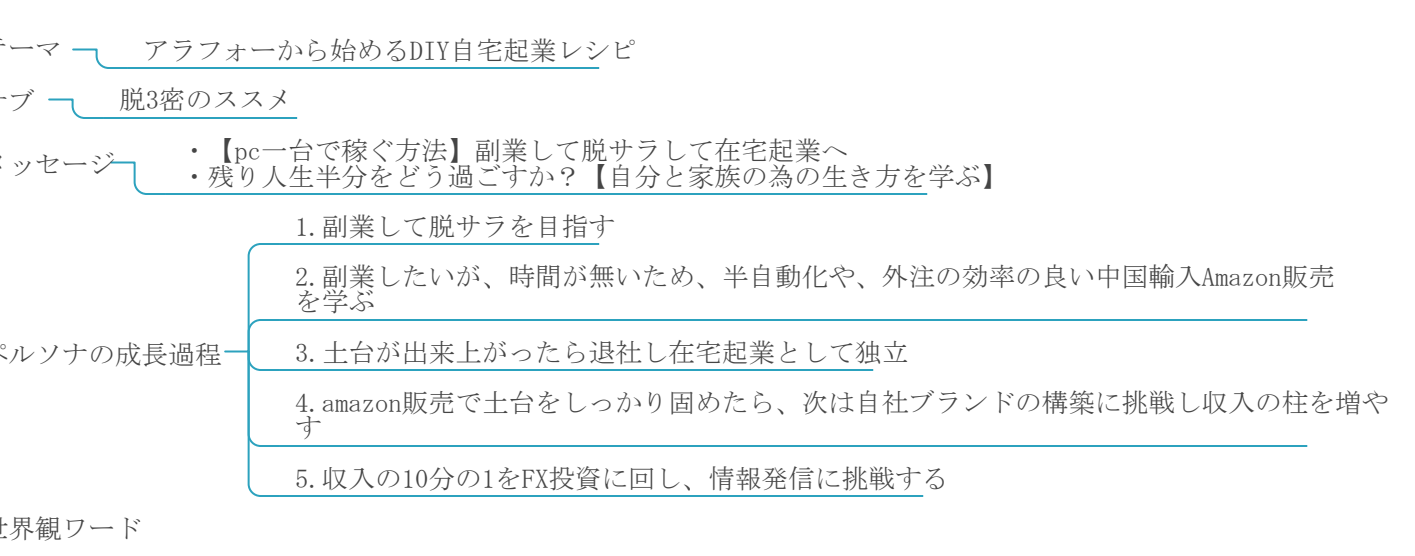 テーマ
アラフォーから始めるDIY自宅起業レシピ
サブ
脱3密のススメ
メッセージ
・【pc一台で稼ぐ方法】副業して脱サラして在宅起業へ
・残り人生半分をどう過ごすか？【自分と家族の為の生き方を学ぶ】
ペルソナの成長過程
1.副業して脱サラを目指す
2.副業したいが、時間が無いため、半自動化や、外注の効率の良い中国輸入Amazon販売
を学ぶ
3.土台が出来上がったら退社し在宅起業として独立
4.amazon販売で土台をしっかり固めたら、次は自社ブランドの構築に挑戦し収入の柱を増や
す
5.収入の10分の1をFX投資に回し、情報発信に挑戦する
世界観ワード